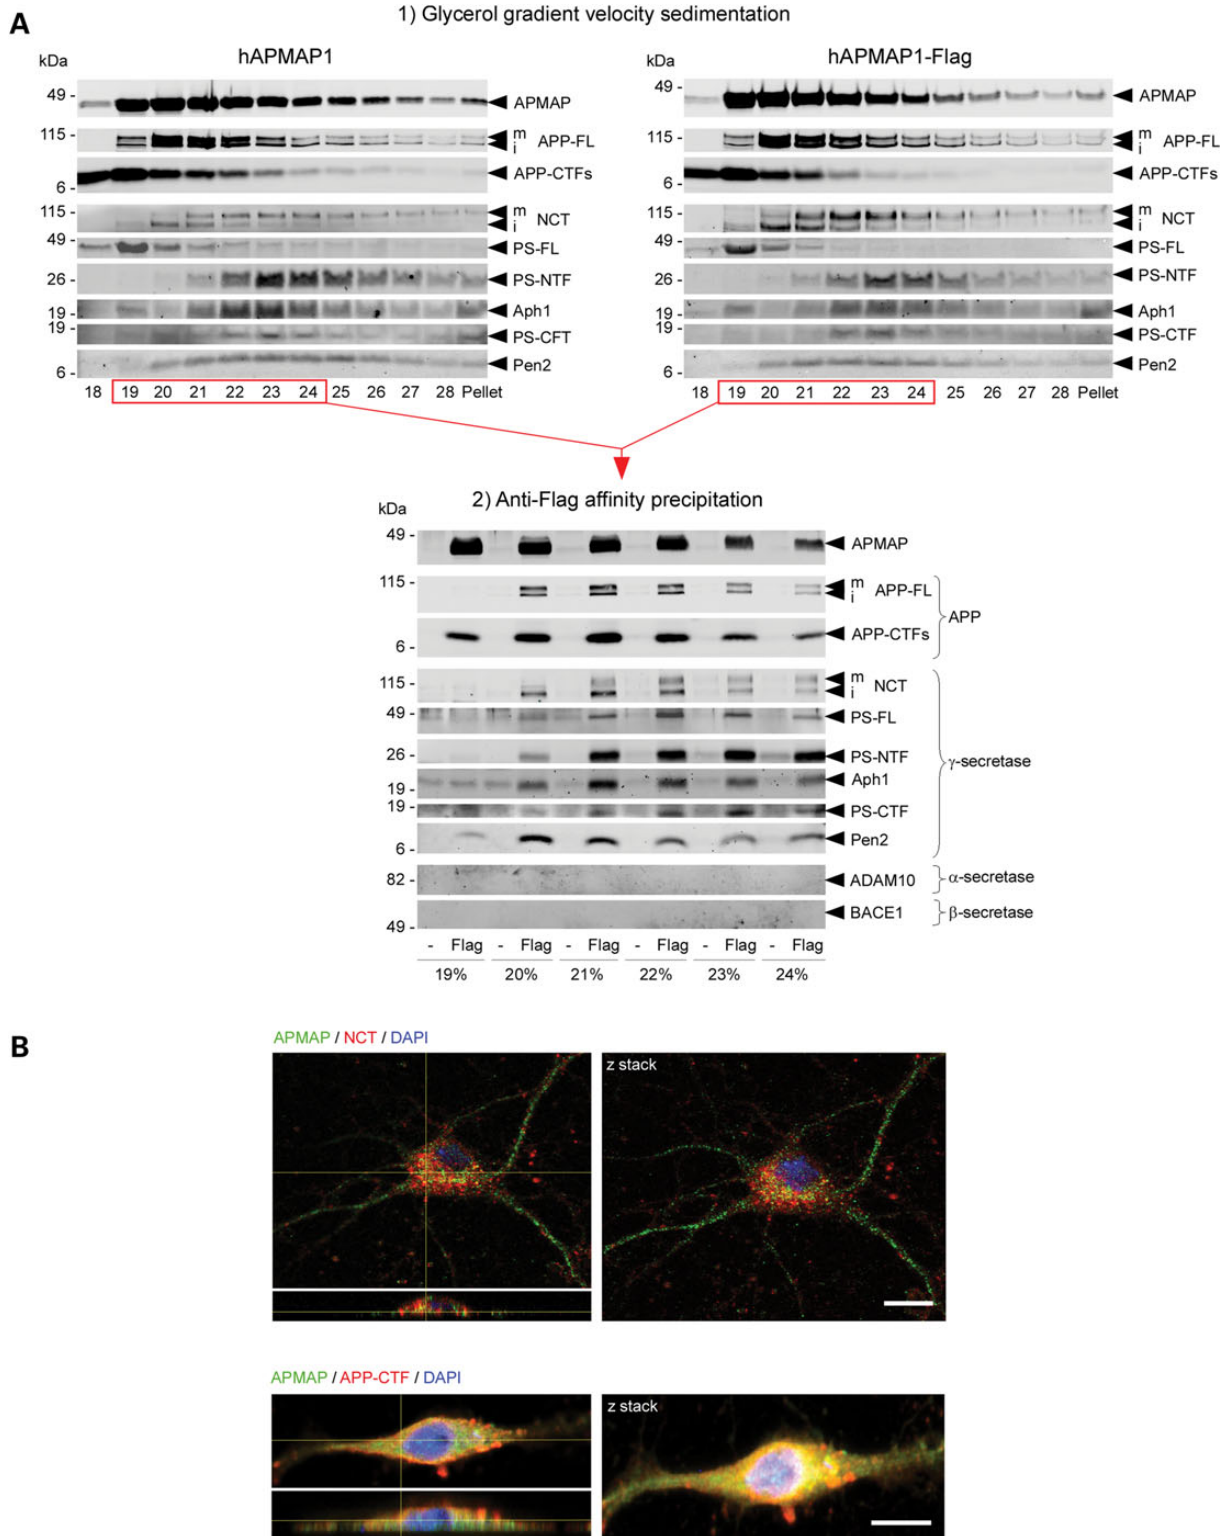 A
1) Glycerol gradient velocity sedimentation
hAPMAP1
kDa
49 -
APMAP
115 -
m
i
APP-FL
APP-CTFs
6 -
115 -
m
i
NCT
49 -
PS-FL
26 -
PS-NTF
19 -
Aph1
19 -
PS-CFT
6 -
Pen2
18 19 20 21 22 23 24 25 26 27 28 Pellet
hAPMAP1-Flag
kDa
49 -
APMAP
115 -
m
i
APP-FL
APP-CTFs
6 -
115 -
m
i
NCT
49 -
PS-FL
26 -
PS-NTF
19 -
Aph1
19 -
PS-CTF
6 -
Pen2
18 19 20 21 22 23 24 25 26 27 28 Pellet
2) Anti-Flag affinity precipitation
kDa
49 -
APMAP
115 -
m
i
APP-FL
APP-CTFs
6 -
APP
115 -
m
i
NCT
49 -
PS-FL
26 -
PS-NTF
19 -
Aph1
19 -
PS-CTF
6 -
Pen2
γ-secretase
82 -
ADAM10
α-secretase
BACE1
β-secretase
49 -
- Flag - Flag - Flag - Flag - Flag - Flag
19% 20% 21% 22% 23% 24%
B
APMAP / NCT / DAPI
z stack
APMAP / APP-CTF / DAPI
z stack